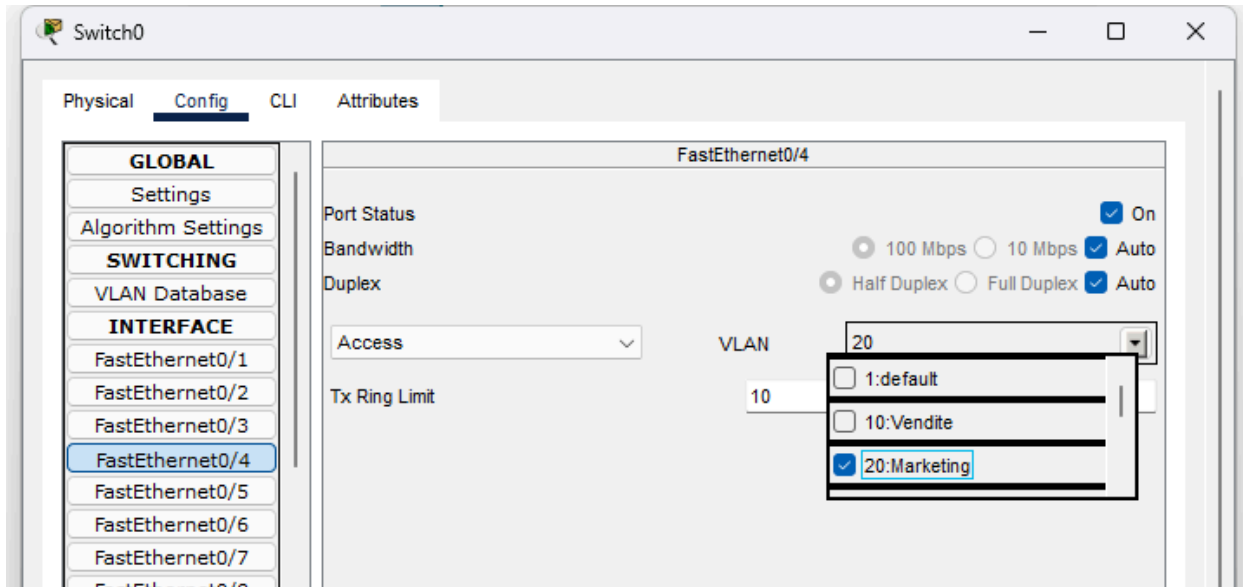 Switch0
Physical Config CLI Attributes
GLOBAL
Settings
Algorithm Settings
SWITCHING
VLAN Database
INTERFACE
FastEthernet0/1
FastEthernet0/2
FastEthernet0/3
FastEthernet0/4
FastEthernet0/5
FastEthernet0/6
FastEthernet0/7
FastEthernet0/4
Port Status On
Bandwidth 100 Mbps 10 Mbps Auto
Duplex Half Duplex Full Duplex Auto
Access VLAN 20
1:default
Tx Ring Limit 10
10:Vendite
20:Marketing